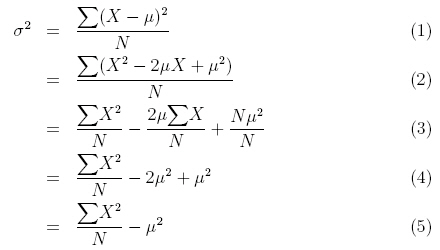 σ² = ∑(X − μ)² / N (1)
= ∑(X² − 2μX + μ²) / N (2)
= ∑X² / N − 2μ∑X / N + Nμ² / N (3)
= ∑X² / N − 2μ² + μ² (4)
= ∑X² / N − μ² (5)